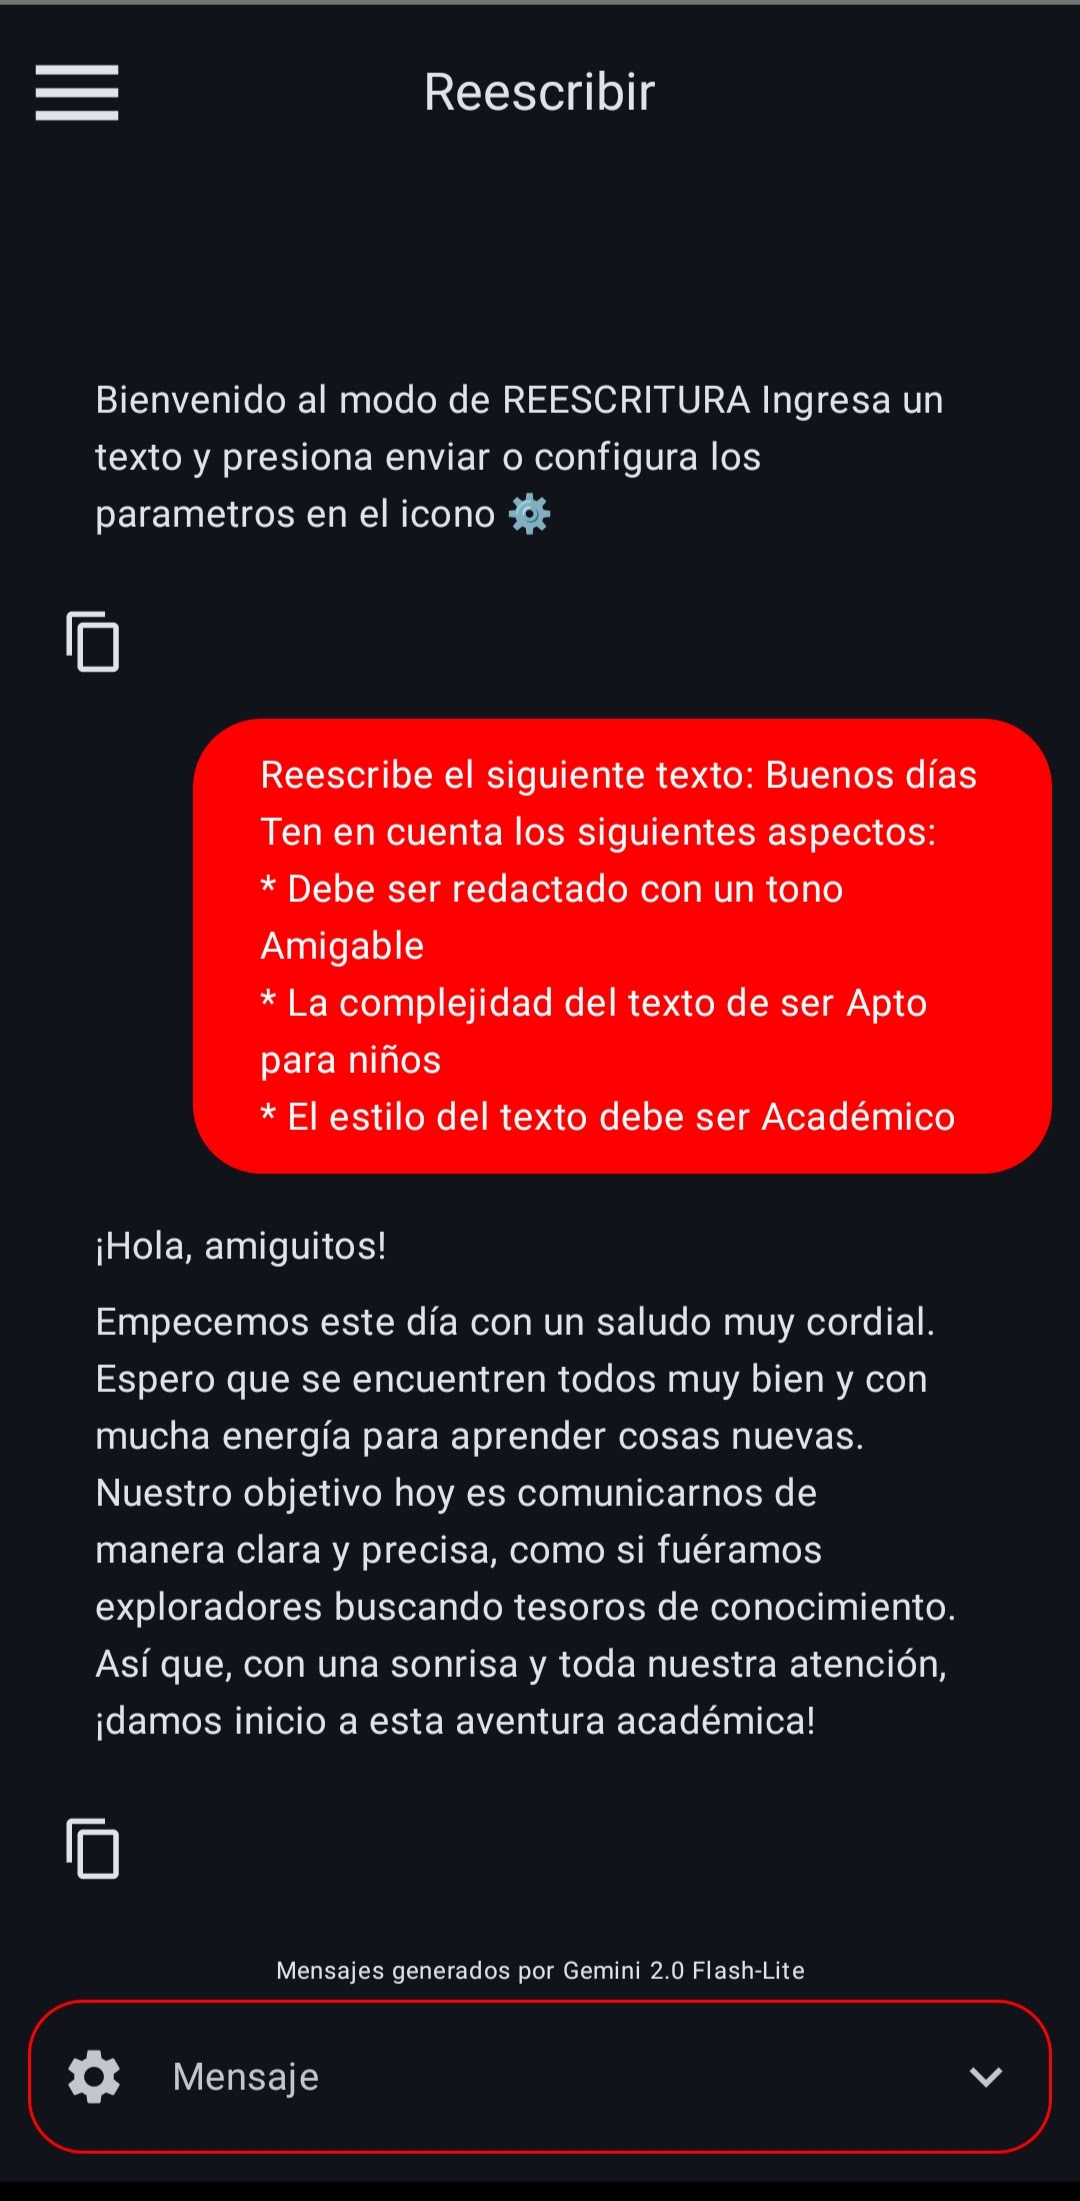 Reescribir
Bienvenido al modo de REESCRITURA Ingresa un
texto y presiona enviar o configura los
parametros en el icono ⚙️
Reescribe el siguiente texto: Buenos días
Ten en cuenta los siguientes aspectos:
* Debe ser redactado con un tono
Amigable
* La complejidad del texto de ser Apto
para niños
* El estilo del texto debe ser Académico
¡Hola, amiguitos!
Empecemos este día con un saludo muy cordial.
Espero que se encuentren todos muy bien y con
mucha energía para aprender cosas nuevas.
Nuestro objetivo hoy es comunicarnos de
manera clara y precisa, como si fuéramos
exploradores buscando tesoros de conocimiento.
Así que, con una sonrisa y toda nuestra atención,
¡damos inicio a esta aventura académica!
Mensajes generados por Gemini 2.0 Flash-Lite
Mensaje